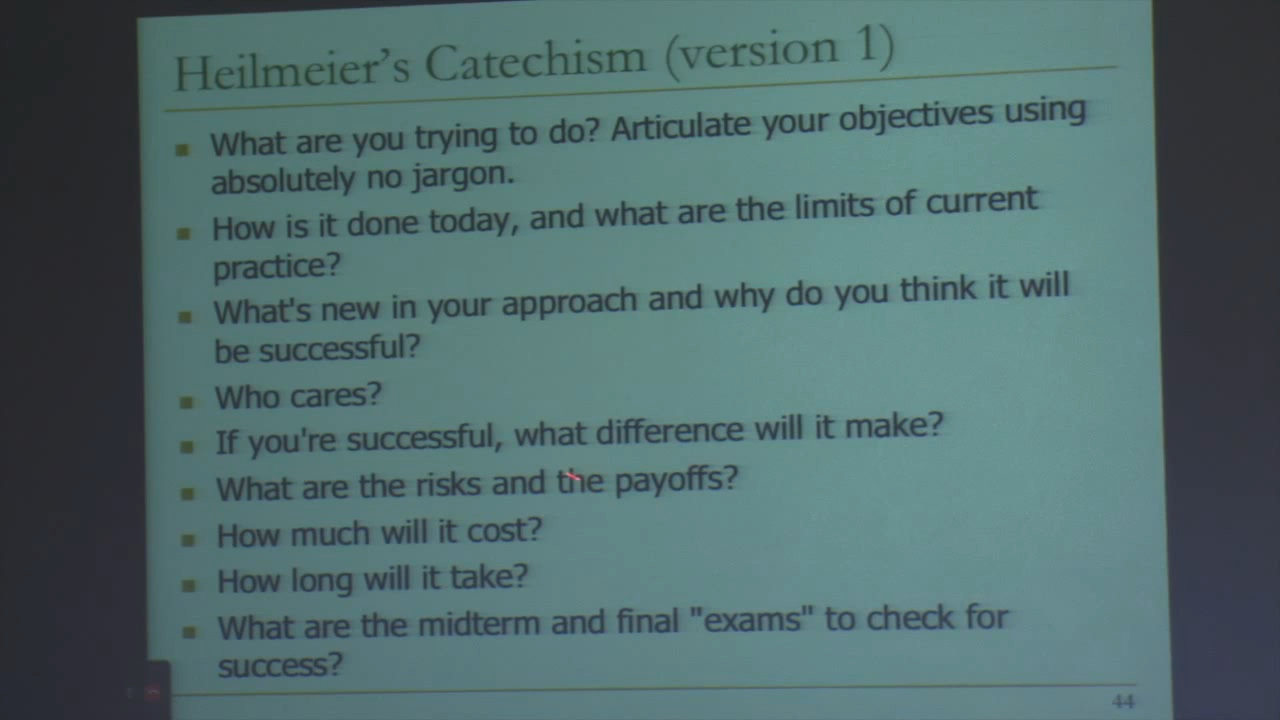 Heilmeier's Catechism (version 1)
What are you trying to do? Articulate your objectives using
absolutely no jargon.
How is it done today, and what are the limits of current
practice?
What's new in your approach and why do you think it will
be successful?
Who cares?
If you're successful, what difference will it make?
What are the risks and the payoffs?
How much will it cost?
How long will it take?
What are the midterm and final "exams" to check for
success?
44